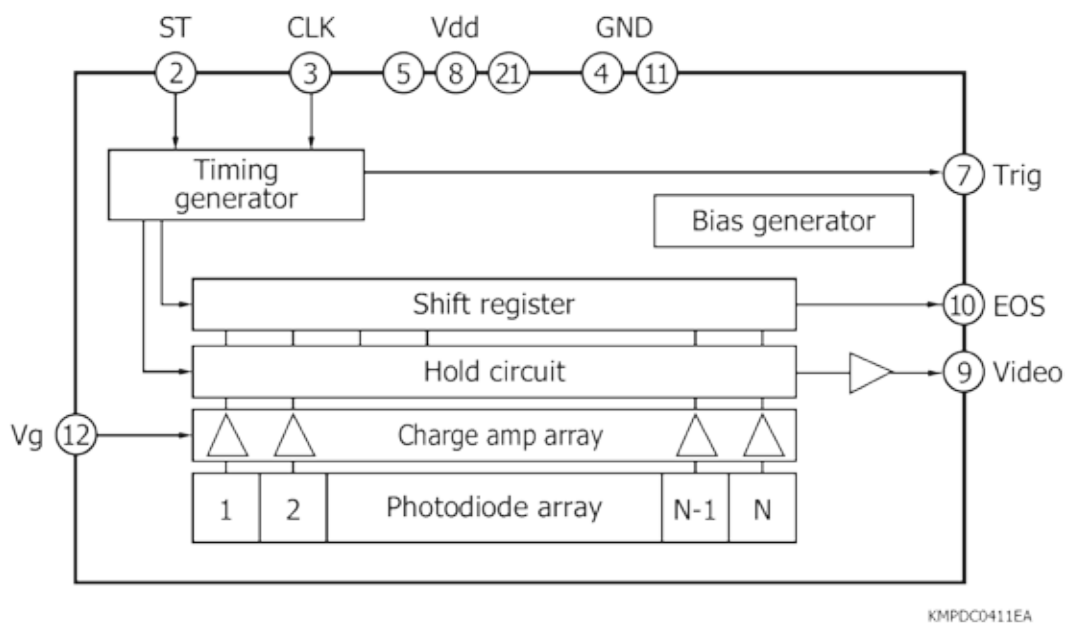 ST CLK Vdd GND
2 3 5 8 21 4 11
Timing
generator
7 Trig
Bias generator
Shift register
10 EOS
Hold circuit
9 Video
Vg 12
Charge amp array
1 2 Photodiode array N-1 N
KMPDC0411EA